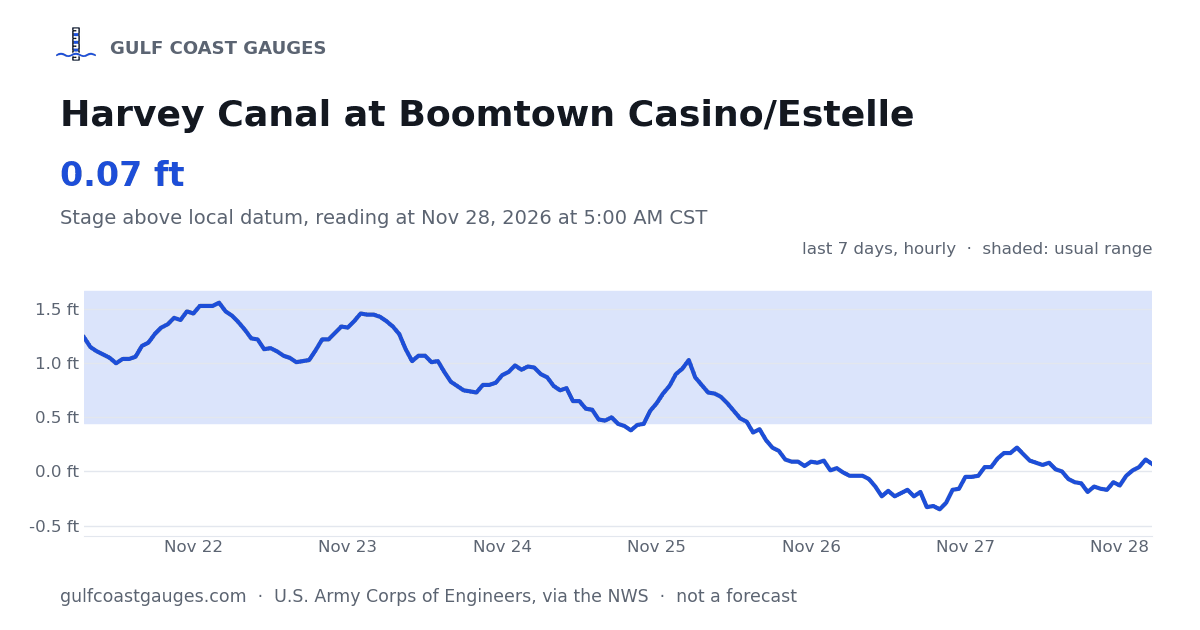 GULF COAST GAUGES
Harvey Canal at Boomtown Casino/Estelle
0.07 ft
Stage above local datum, reading at Nov 28, 2026 at 5:00 AM CST
last 7 days, hourly · shaded: usual range
1.5 ft
1.0 ft
0.5 ft
0.0 ft
-0.5 ft
Nov 22 Nov 23 Nov 24 Nov 25 Nov 26 Nov 27 Nov 28
gulfcoastgauges.com · U.S. Army Corps of Engineers, via the NWS · not a forecast